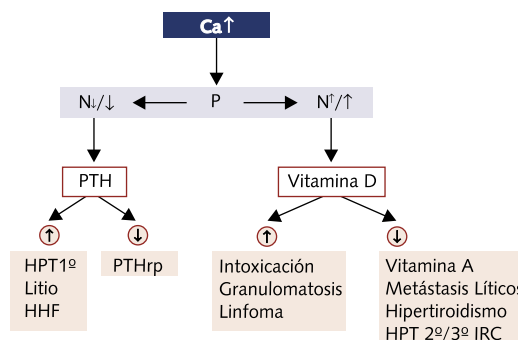 Ca↑
N↓/↓ P N↑/↑
PTH Vitamina D
↑ ↓ ↑ ↓
HPT1º
Litio
HHF
PTHrp
Intoxicación
Granulomatosis
Linfoma
Vitamina A
Metástasis Líticos
Hipertiroidismo
HPT 2º/3º IRC